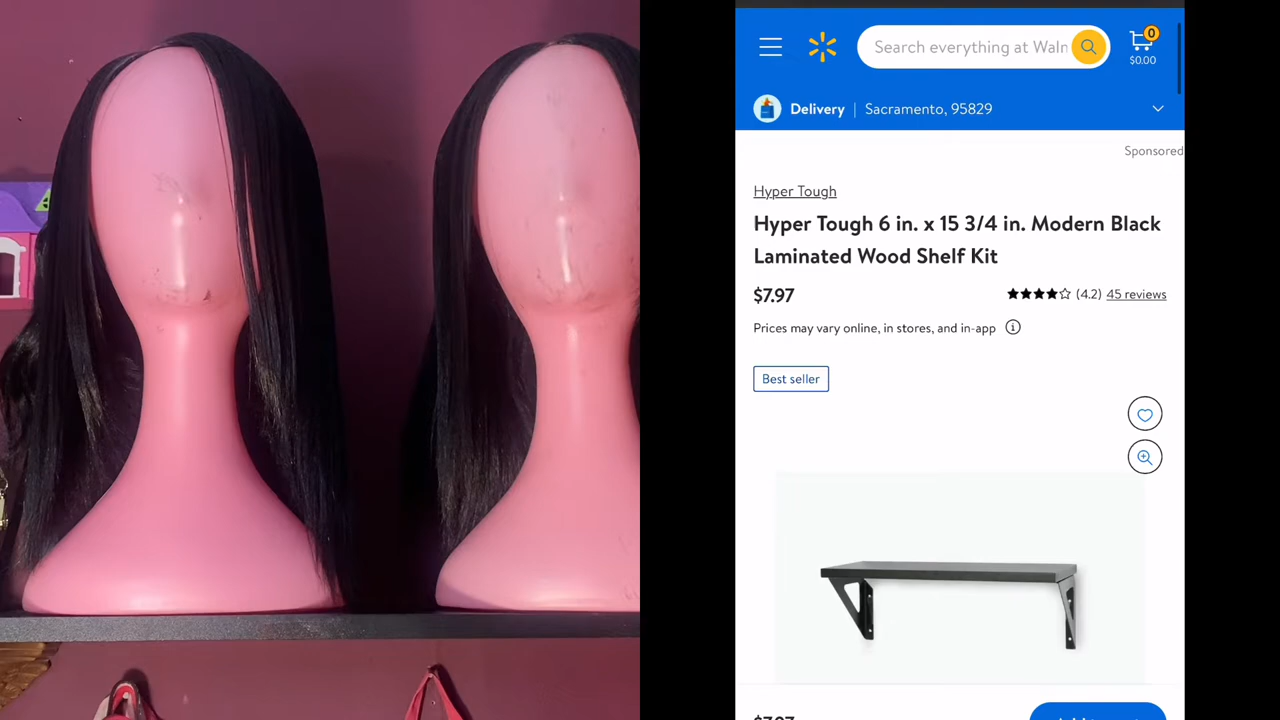 Search everything at Waln
0
$0.00
Delivery | Sacramento, 95829
Sponsored
Hyper Tough
Hyper Tough 6 in. x 15 3/4 in. Modern Black
Laminated Wood Shelf Kit
$7.97
(4.2) 45 reviews
Prices may vary online, in stores, and in-app
Best seller
$7.97